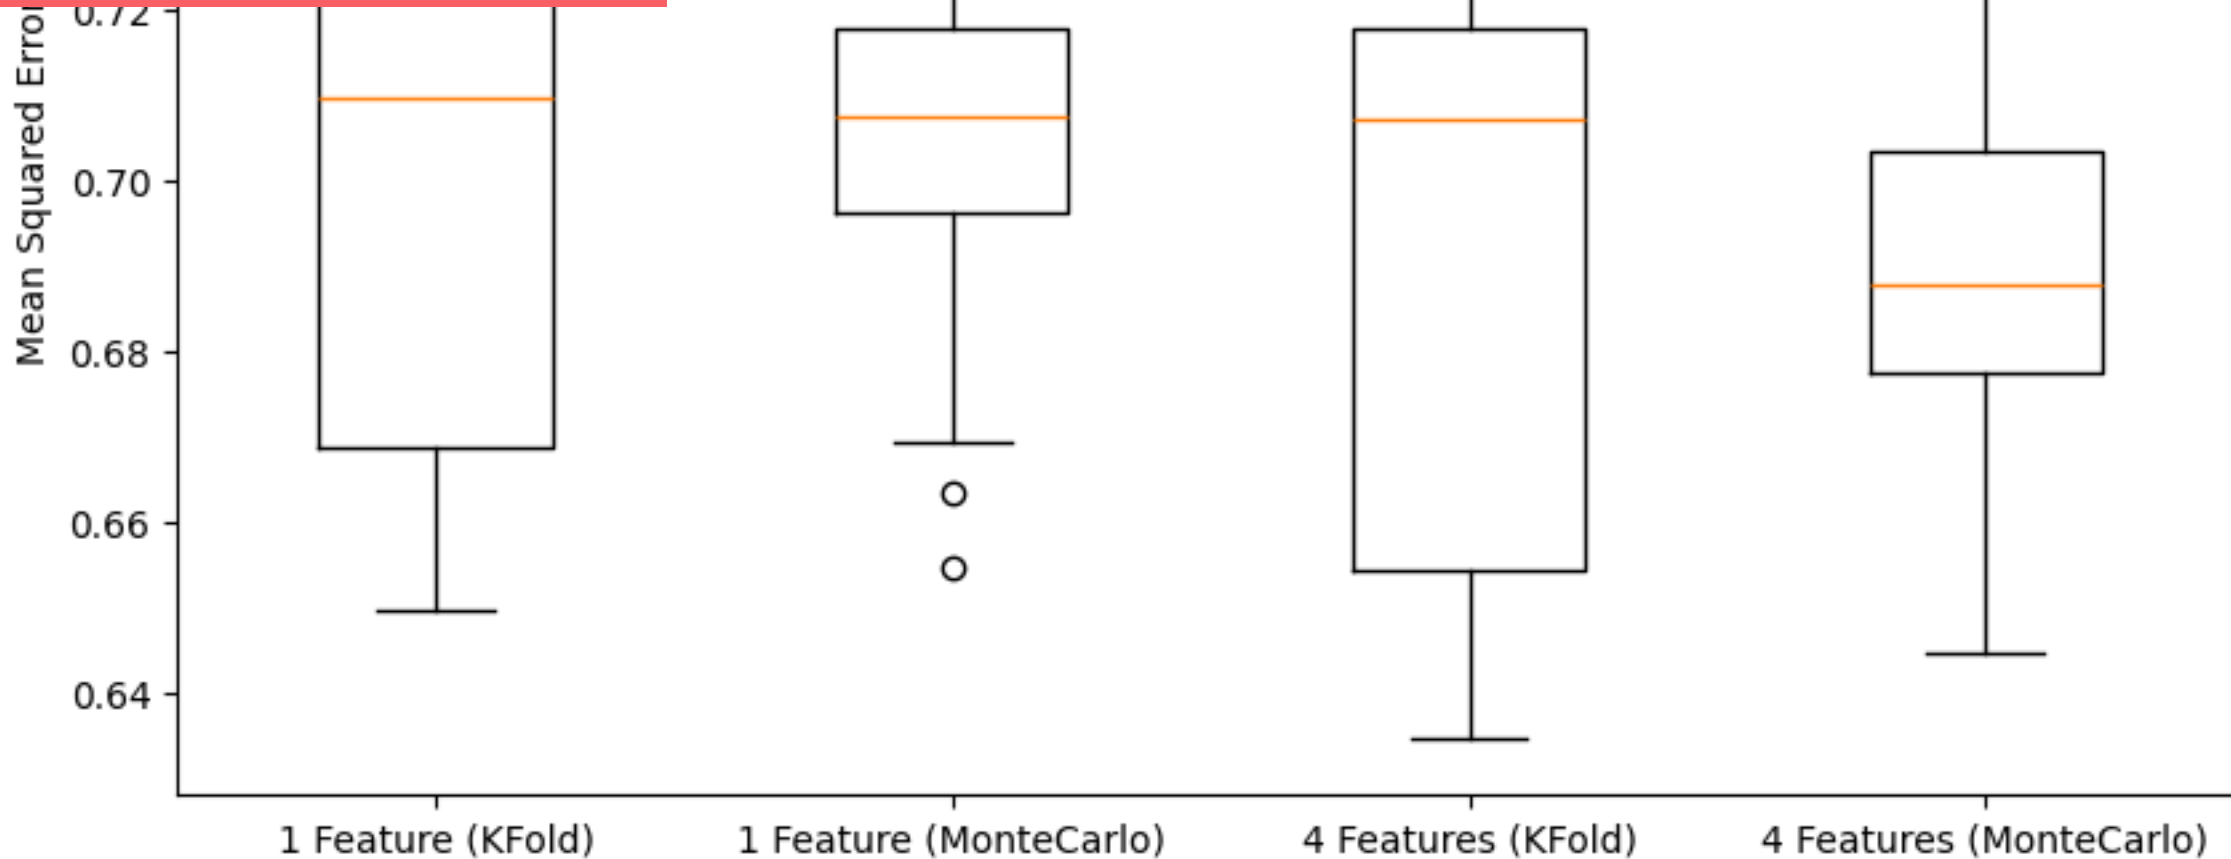 Mean Squared Error
0.72
0.70
0.68
0.66
0.64
1 Feature (KFold)
1 Feature (MonteCarlo)
4 Features (KFold)
4 Features (MonteCarlo)